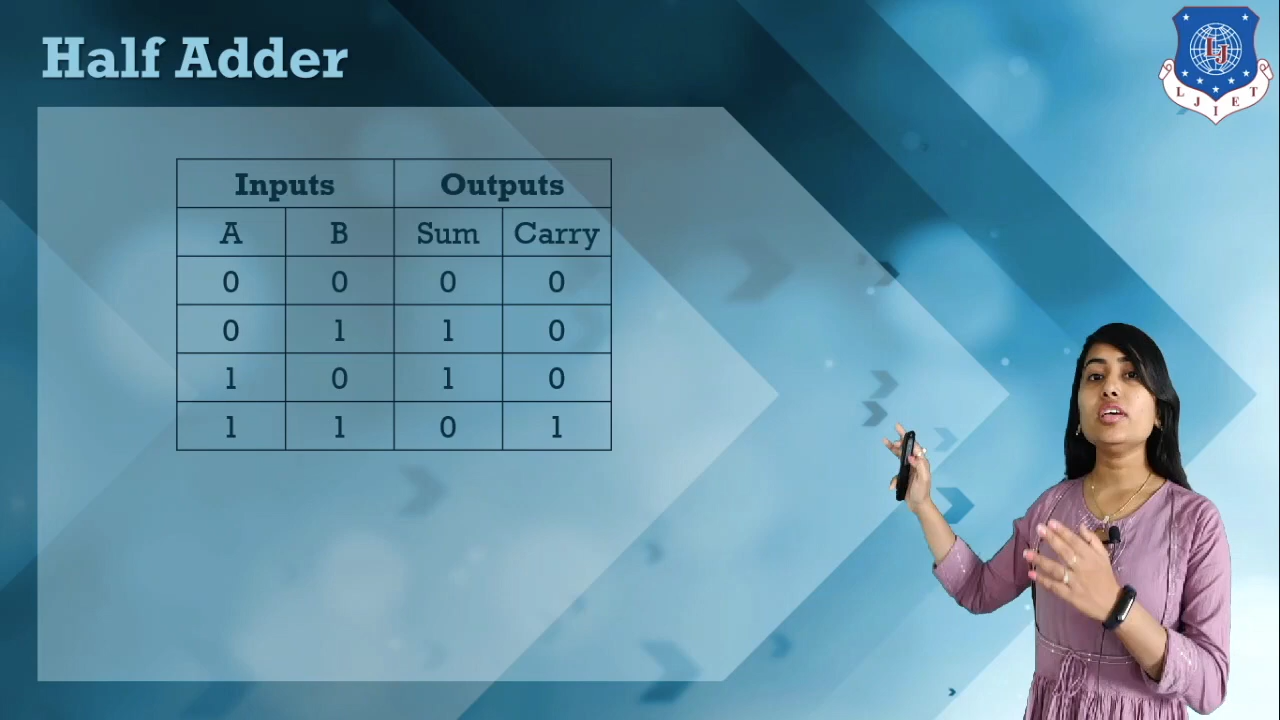 Half Adder
L J I E T
LJ
Inputs Outputs
A B Sum Carry
0 0 0 0
0 1 1 0
1 0 1 0
1 1 0 1